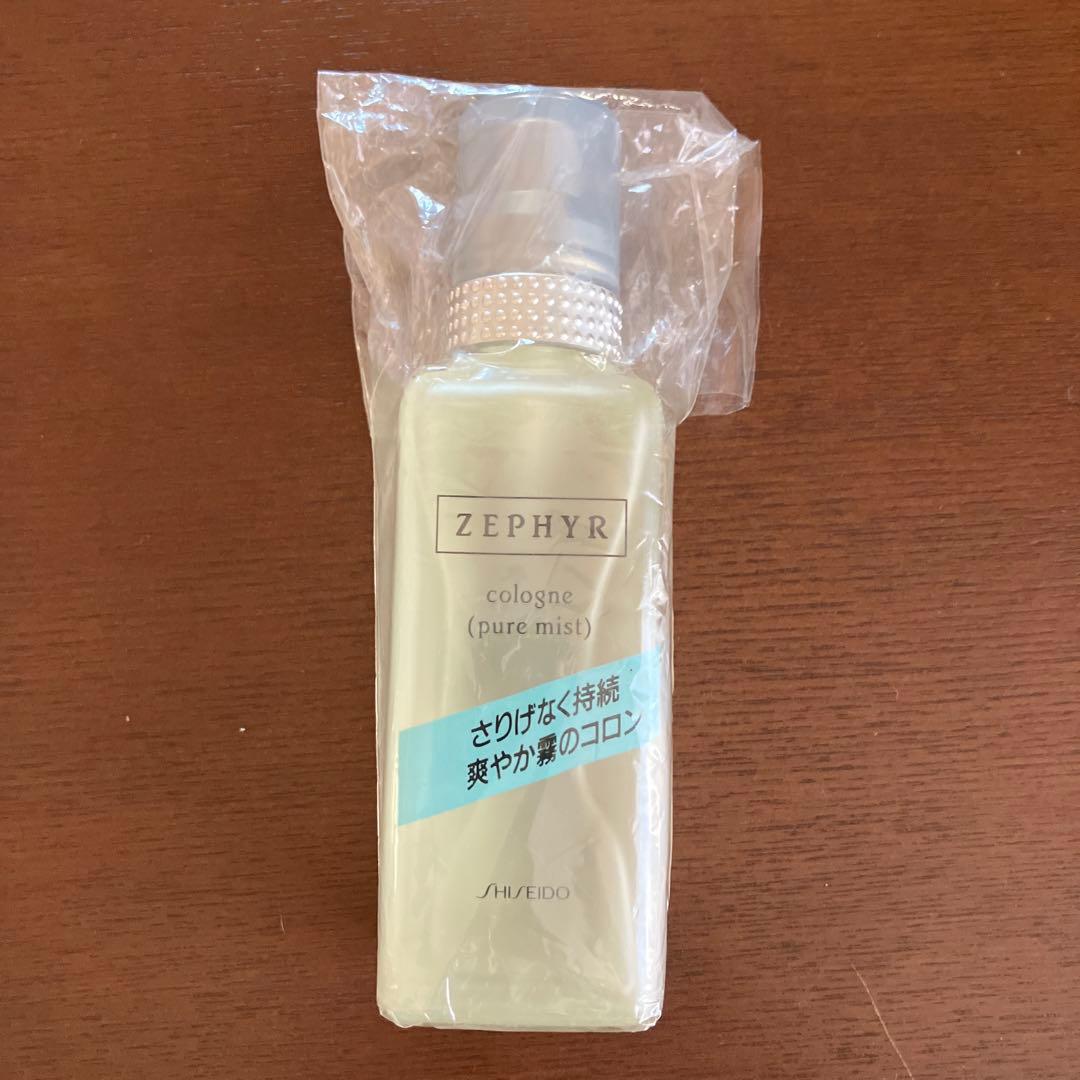 ZEPHYR
cologne
(pure mist)
さりげなく持続
爽やか霧のコロン
SHISEIDO